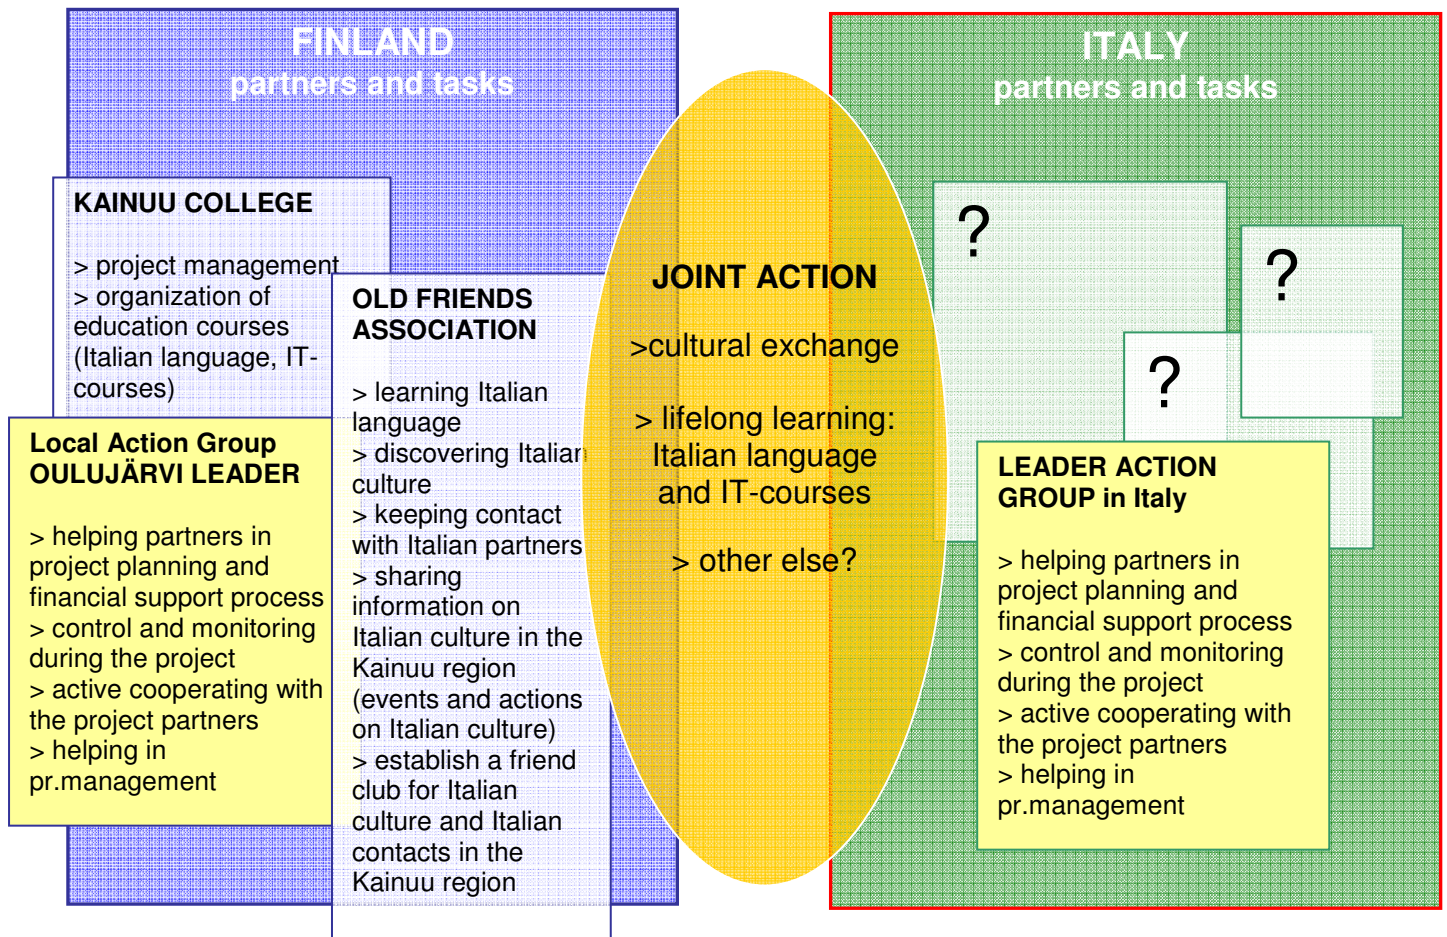 FINLAND
partners and tasks
KAINUU COLLEGE
> project management
> organization of
education courses
(Italian language, IT-
courses)
Local Action Group
OULUJÄRVI LEADER
> helping partners in
project planning and
financial support process
> control and monitoring
during the project
> active cooperating with
the project partners
> helping in
pr.management
OLD FRIENDS
ASSOCIATION
> learning Italian
language
> discovering Italian
culture
> keeping contact
with Italian partners
> sharing
information on
Italian culture in the
Kainuu region
(events and actions
on Italian culture)
> establish a friend
club for Italian
culture and Italian
contacts in the
Kainuu region
JOINT ACTION
>cultural exchange
> lifelong learning:
Italian language
and IT-courses
> other else?
ITALY
partners and tasks
?
?
?
LEADER ACTION
GROUP in Italy
> helping partners in
project planning and
financial support process
> control and monitoring
during the project
> active cooperating with
the project partners
> helping in
pr.management